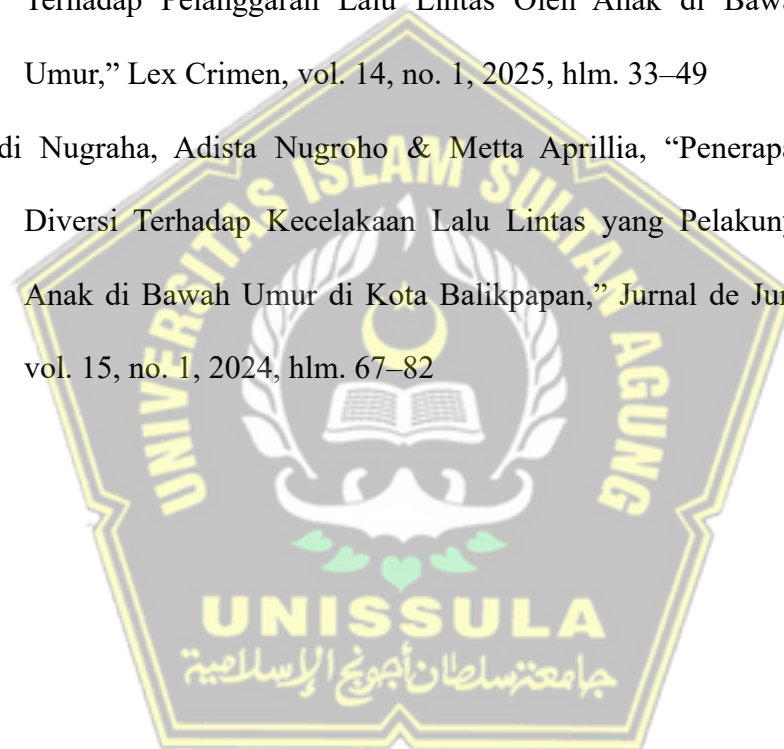 Terhadap Pelanggaran Lalu Lintas Oleh Anak di Bawa
Umur,” Lex Crimen, vol. 14, no. 1, 2025, hlm. 33–49
di Nugraha, Adista Nugroho & Metta Aprillia, “Penerapa
Diversi Terhadap Kecelakaan Lalu Lintas yang Pelakuny
Anak di Bawah Umur di Kota Balikpapan,” Jurnal de Jur
vol. 15, no. 1, 2024, hlm. 67–82
UNIVERSITAS ISLAM SULTAN AGUNG
UNISSULA
جامعة سلطان أجونج الإسلامية